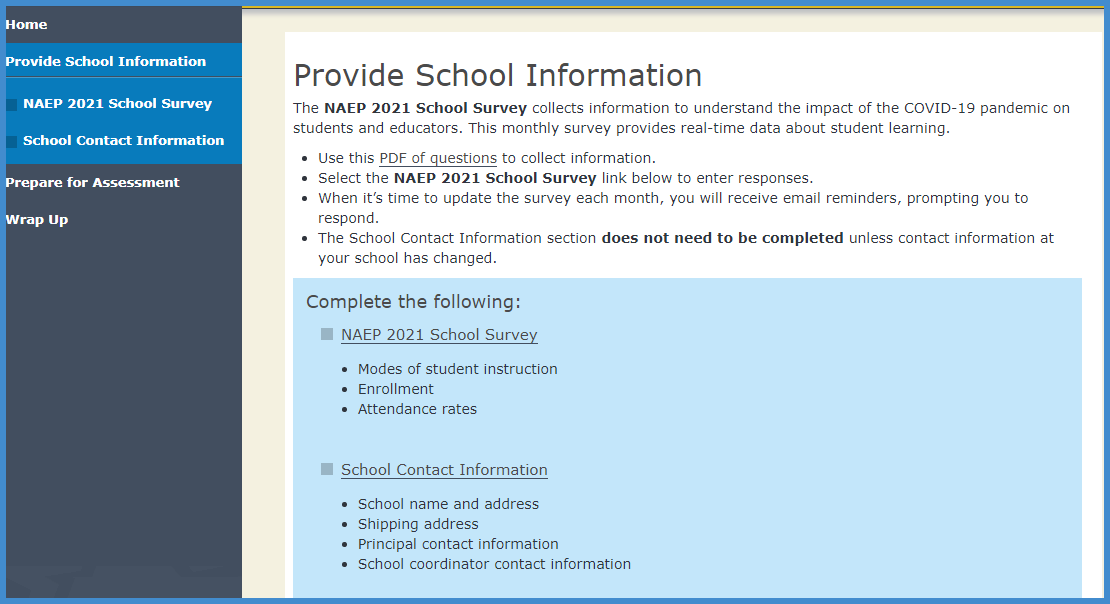 Home
Provide School Information
NAEP 2021 School Survey
School Contact Information
Prepare for Assessment
Wrap Up
Provide School Information
The NAEP 2021 School Survey collects information to understand the impact of the COVID-19 pandemic on
students and educators. This monthly survey provides real-time data about student learning.
• Use this PDF of questions to collect information.
• Select the NAEP 2021 School Survey link below to enter responses.
• When it’s time to update the survey each month, you will receive email reminders, prompting you to
respond.
• The School Contact Information section does not need to be completed unless contact information at
your school has changed.
Complete the following:
NAEP 2021 School Survey
• Modes of student instruction
• Enrollment
• Attendance rates
School Contact Information
• School name and address
• Shipping address
• Principal contact information
• School coordinator contact information